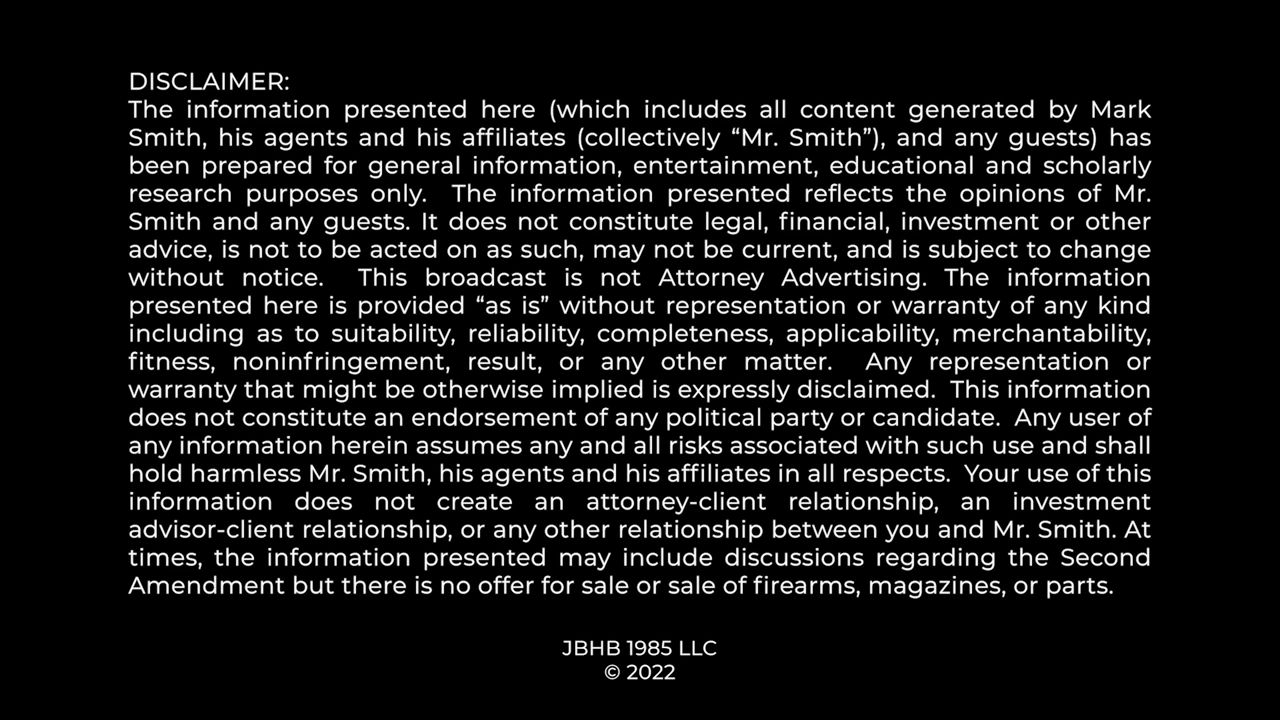 DISCLAIMER:
The information presented here (which includes all content generated by Mark
Smith, his agents and his affiliates (collectively “Mr. Smith”), and any guests) has
been prepared for general information, entertainment, educational and scholarly
research purposes only.  The information presented reflects the opinions of Mr.
Smith and any guests. It does not constitute legal, financial, investment or other
advice, is not to be acted on as such, may not be current, and is subject to change
without notice.  This broadcast is not Attorney Advertising. The information
presented here is provided “as is” without representation or warranty of any kind
including as to suitability, reliability, completeness, applicability, merchantability,
fitness, noninfringement, result, or any other matter.  Any representation or
warranty that might be otherwise implied is expressly disclaimed.  This information
does not constitute an endorsement of any political party or candidate.  Any user of
any information herein assumes any and all risks associated with such use and shall
hold harmless Mr. Smith, his agents and his affiliates in all respects.  Your use of this
information does not create an attorney-client relationship, an investment
advisor-client relationship, or any other relationship between you and Mr. Smith. At
times, the information presented may include discussions regarding the Second
Amendment but there is no offer for sale or sale of firearms, magazines, or parts.
JBHB 1985 LLC
© 2022